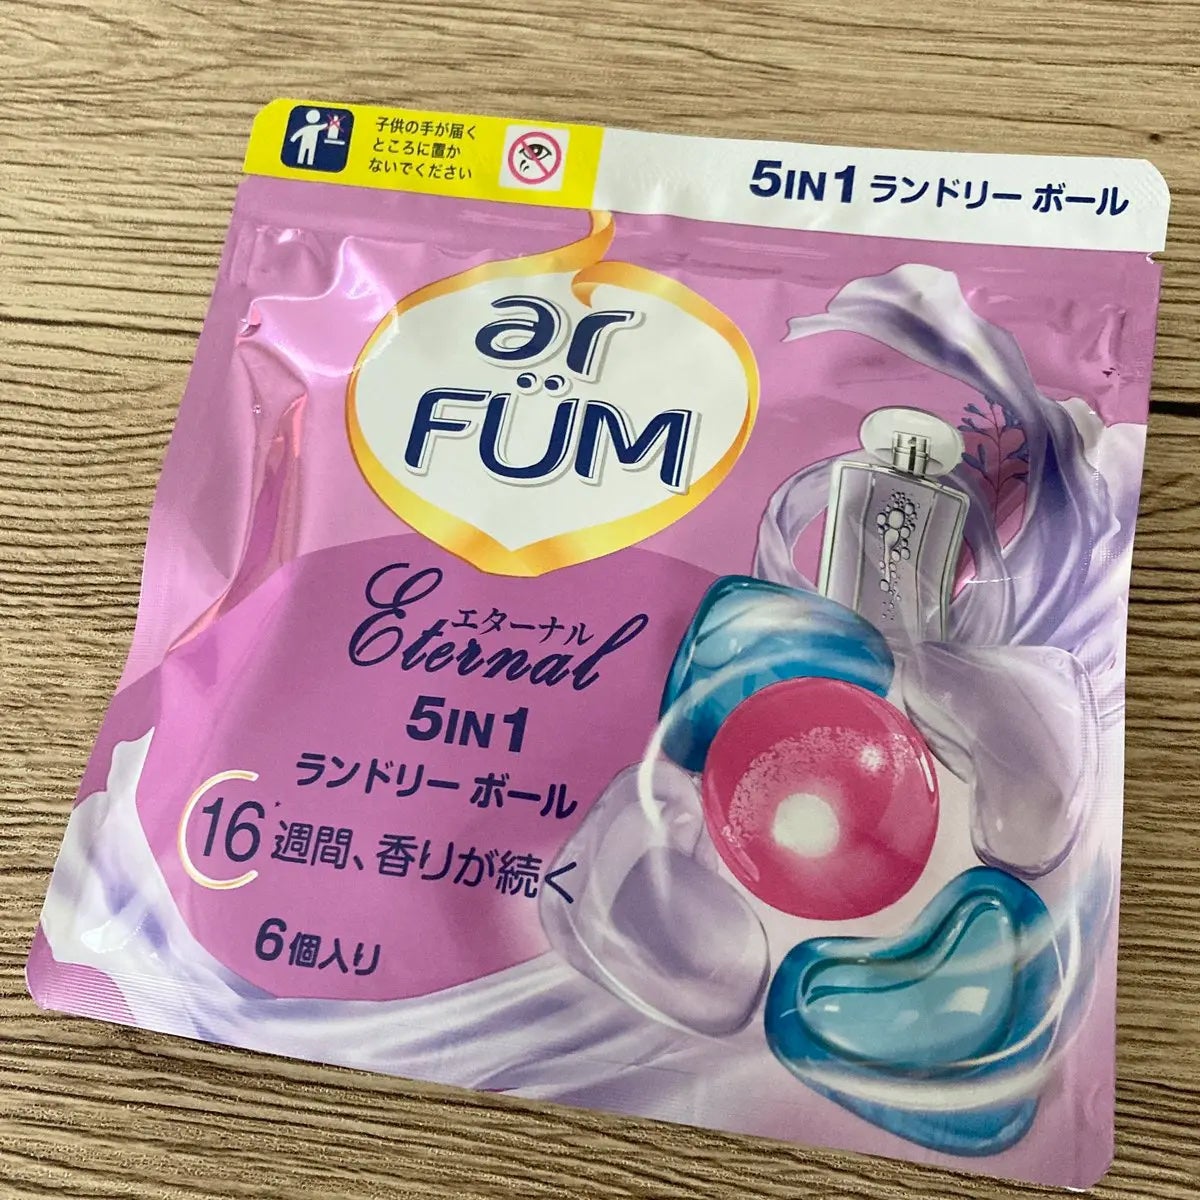 子供の手が届く
ところに置か
ないでください
5IN1 ランドリー ボール
ar
FÜM
Eternal
エターナル
5IN1
ランドリー ボール
16*週間、香りが続く
6個入り